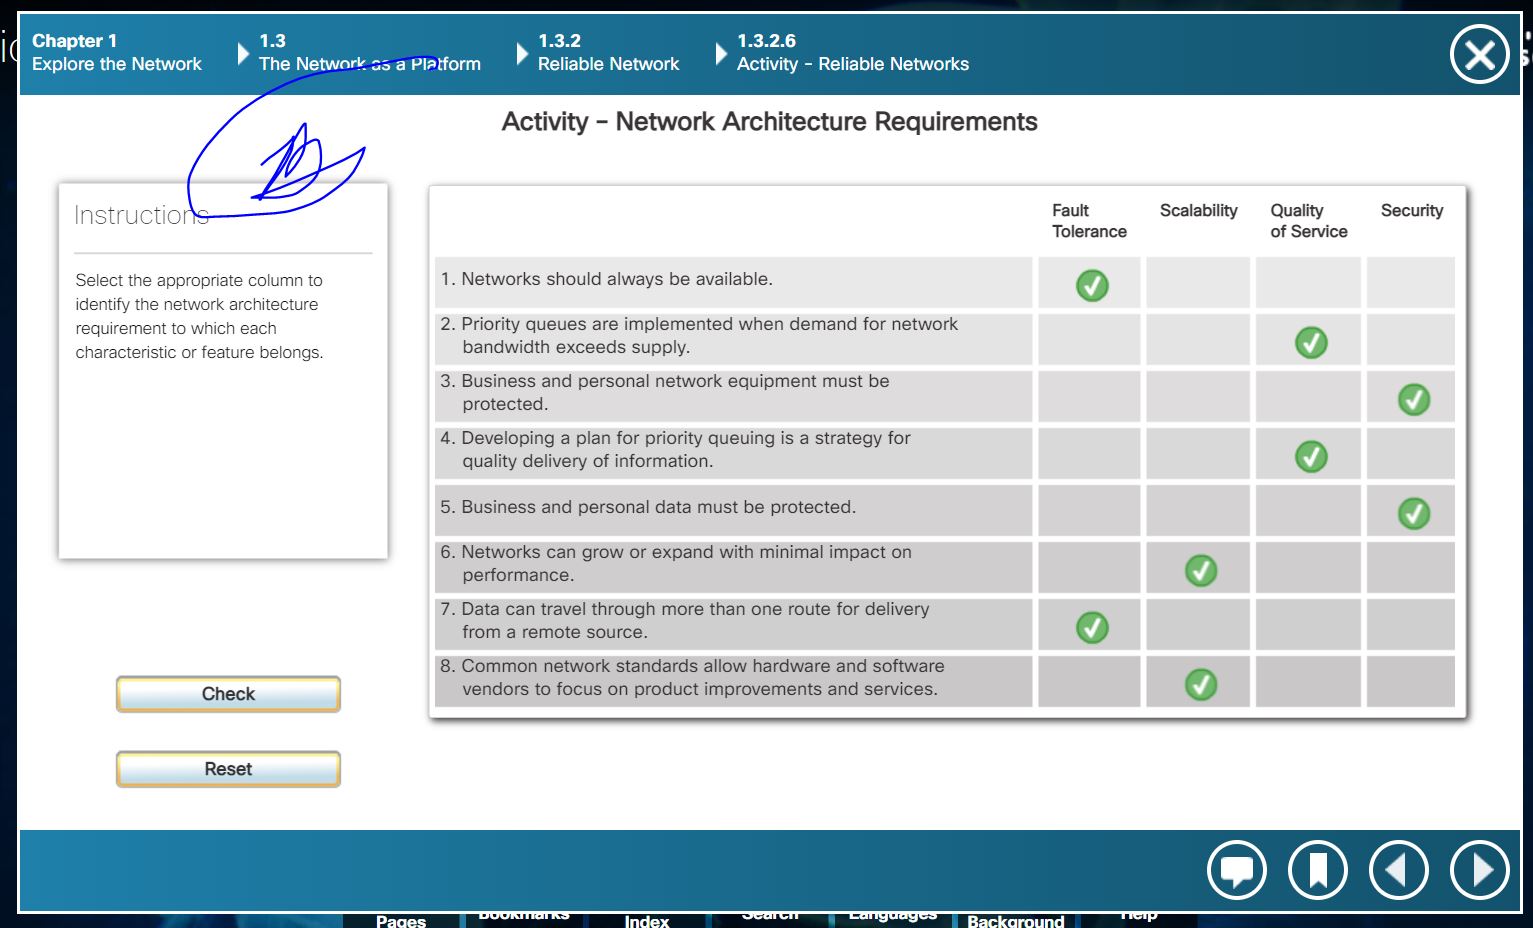 Chapter 1
Explore the Network
1.3
The Network as a Platform
1.3.2
Reliable Network
1.3.2.6
Activity – Reliable Networks
Activity – Network Architecture Requirements
Instructions
Select the appropriate column to
identify the network architecture
requirement to which each
characteristic or feature belongs.
Check
Reset
Fault
Tolerance
Scalability
Quality
of Service
Security
1. Networks should always be available.
2. Priority queues are implemented when demand for network
bandwidth exceeds supply.
3. Business and personal network equipment must be
protected.
4. Developing a plan for priority queuing is a strategy for
quality delivery of information.
5. Business and personal data must be protected.
6. Networks can grow or expand with minimal impact on
performance.
7. Data can travel through more than one route for delivery
from a remote source.
8. Common network standards allow hardware and software
vendors to focus on product improvements and services.
Pages
Bookmarks
Index
Search
Languages
Background
Help